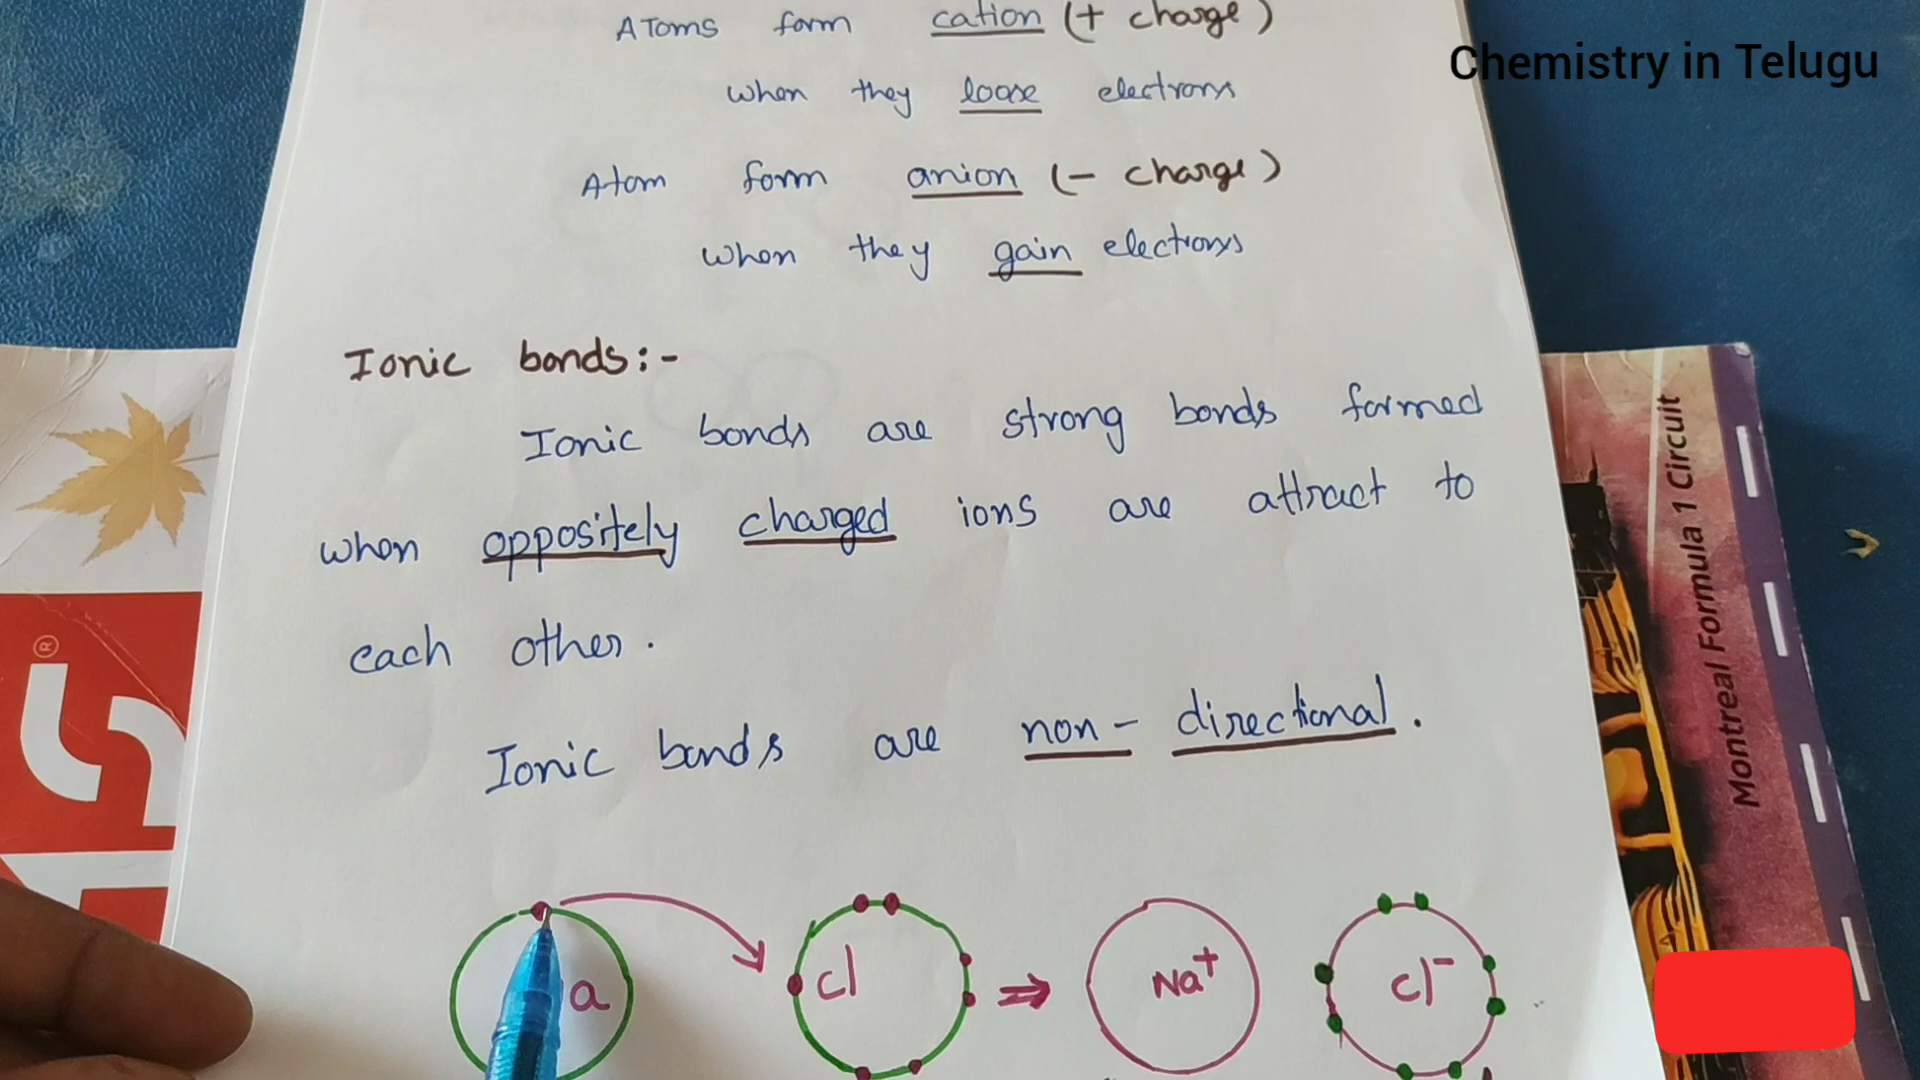 Atoms form cation (+ charge)
Chemistry in Telugu
when they loose electrons
Atom form anion (- charge)
when they gain electrons
Ionic bonds:-
Ionic bonds are strong bonds formed
when oppositely charged ions are attract to
each other.
Ionic bonds are non-directional.
a
Cl
⇒
Na⁺
Cl⁻
Montreal Formula 1 Circuit
®